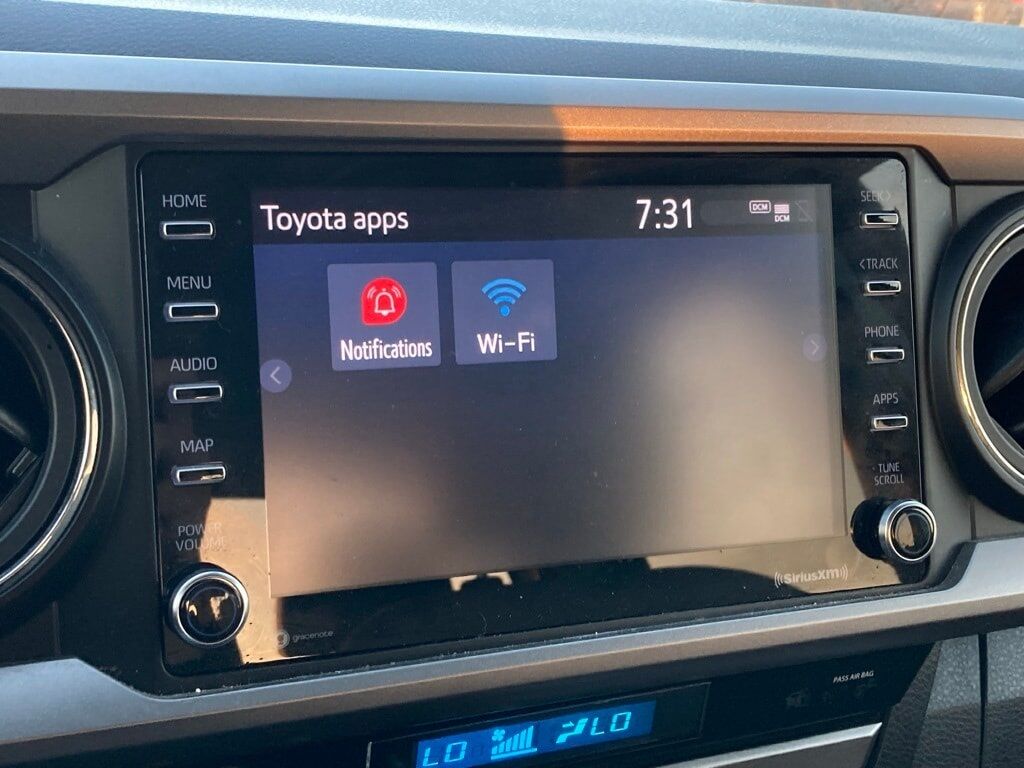 HOME
MENU
AUDIO
MAP
POWER
VOLUME
Toyota apps
7:31
DCM
DCM
Notifications
Wi-Fi
SEEK>
<TRACK
PHONE
APPS
TUNE
SCROLL
gracenote
((SiriusXM))
PASS AIR BAG
LO
LO